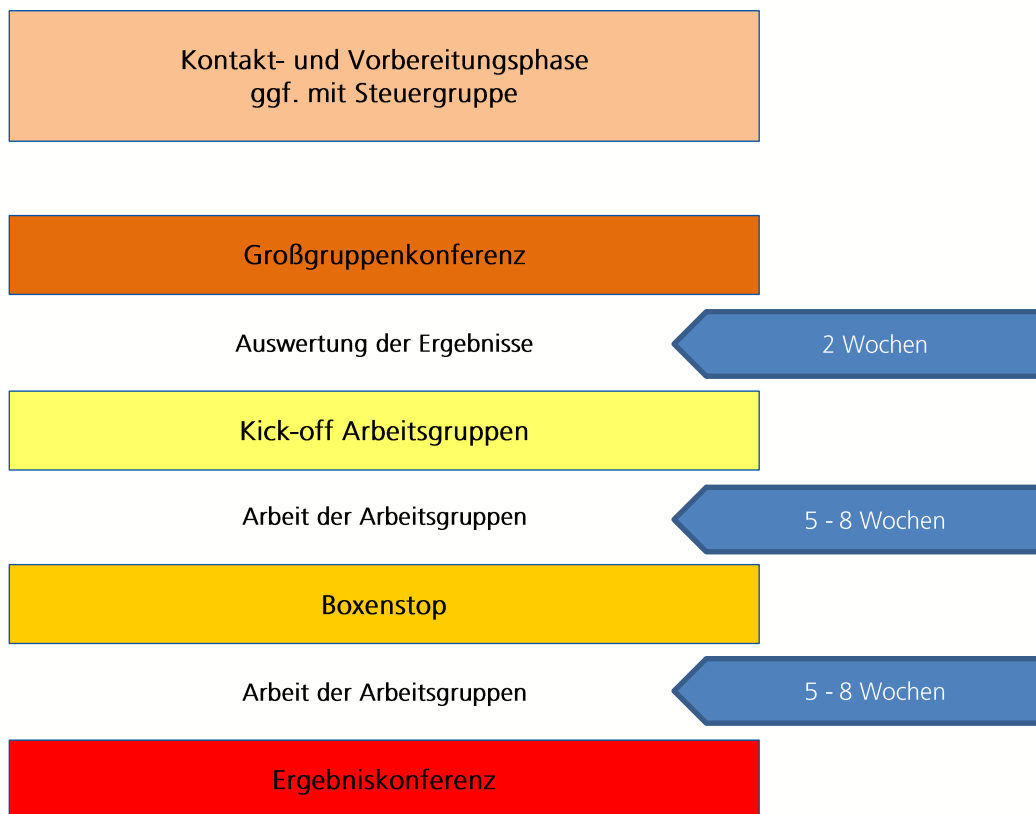 Kontakt- und Vorbereitungsphase
ggf. mit Steuergruppe
Großgruppenkonferenz
Auswertung der Ergebnisse
2 Wochen
Kick-off Arbeitsgruppen
Arbeit der Arbeitsgruppen
5 - 8 Wochen
Boxenstop
Arbeit der Arbeitsgruppen
5 - 8 Wochen
Ergebniskonferenz